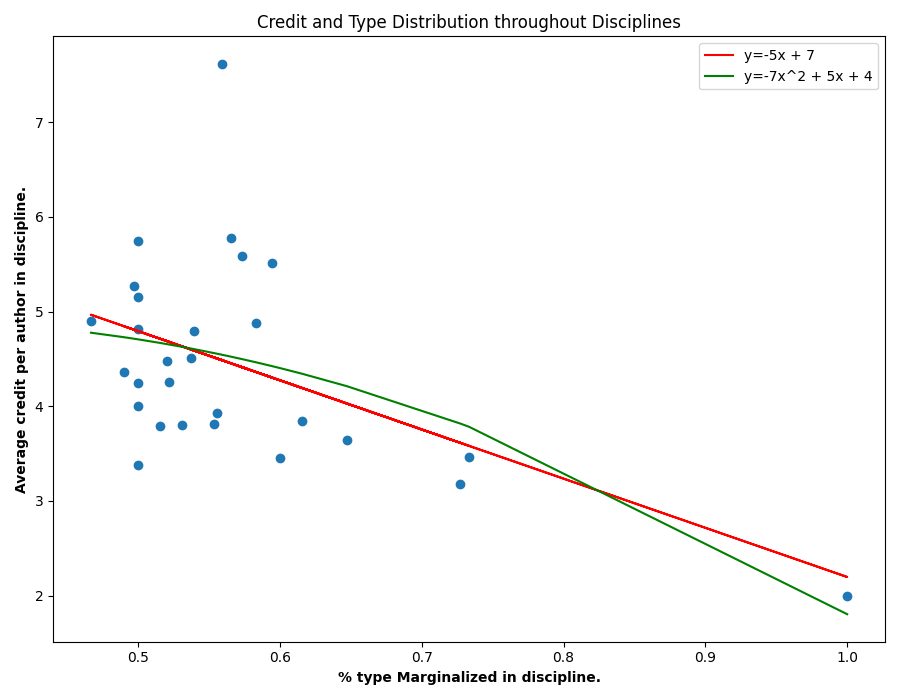 Credit and Type Distribution throughout Disciplines
y=-5x + 7
y=-7x^2 + 5x + 4
Average credit per author in discipline.
7
6
5
4
3
2
0.5 0.6 0.7 0.8 0.9 1.0
% type Marginalized in discipline.